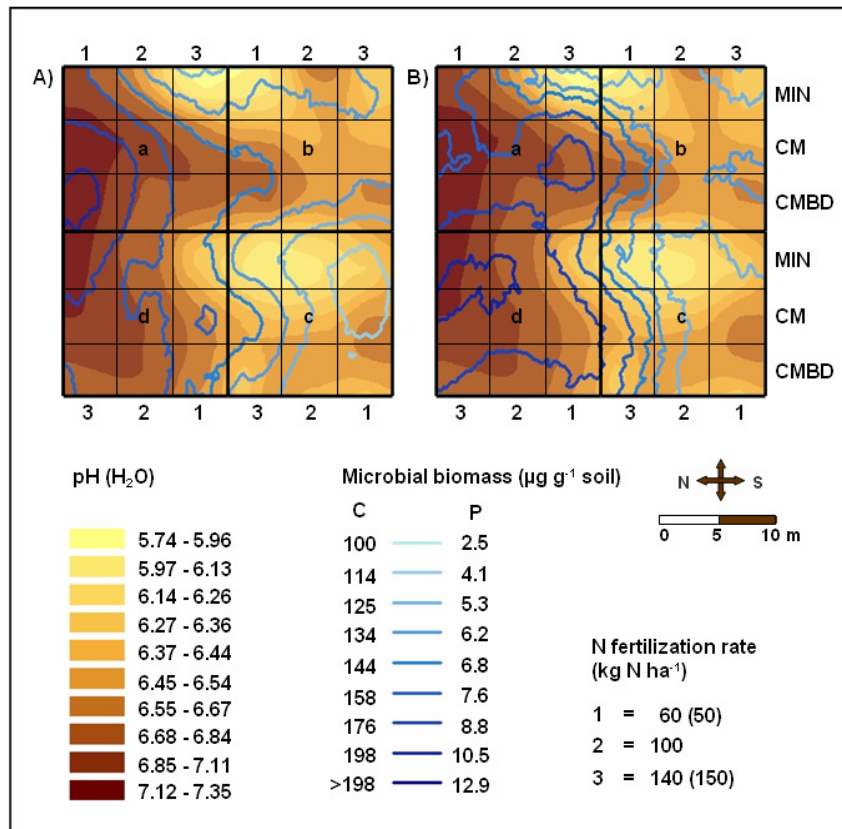 1 2 3 1 2 3 1 2 3 1 2 3
A) B) MIN
a b a b CM
CMBD
MIN
d c d c CM
CMBD
3 2 1 3 2 1 3 2 1 3 2 1
pH (H₂O)
5.74 - 5.96
5.97 - 6.13
6.14 - 6.26
6.27 - 6.36
6.37 - 6.44
6.45 - 6.54
6.55 - 6.67
6.68 - 6.84
6.85 - 7.11
7.12 - 7.35
Microbial biomass (µg g⁻¹ soil)
C P
100 2.5
114 4.1
125 5.3
134 6.2
144 6.8
158 7.6
176 8.8
198 10.5
>198 12.9
N S
0 5 10 m
N fertilization rate
(kg N ha⁻¹)
1 = 60 (50)
2 = 100
3 = 140 (150)